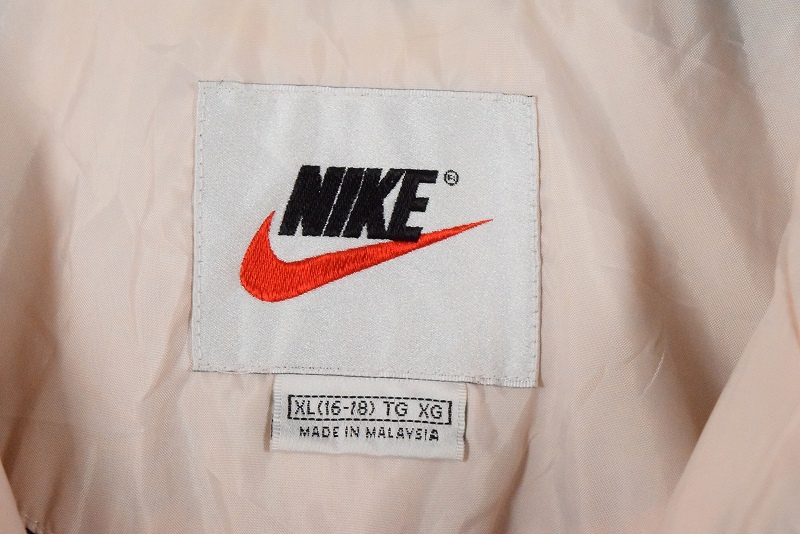 NIKE®
XL(16-18) TG XG
MADE IN MALAYSIA